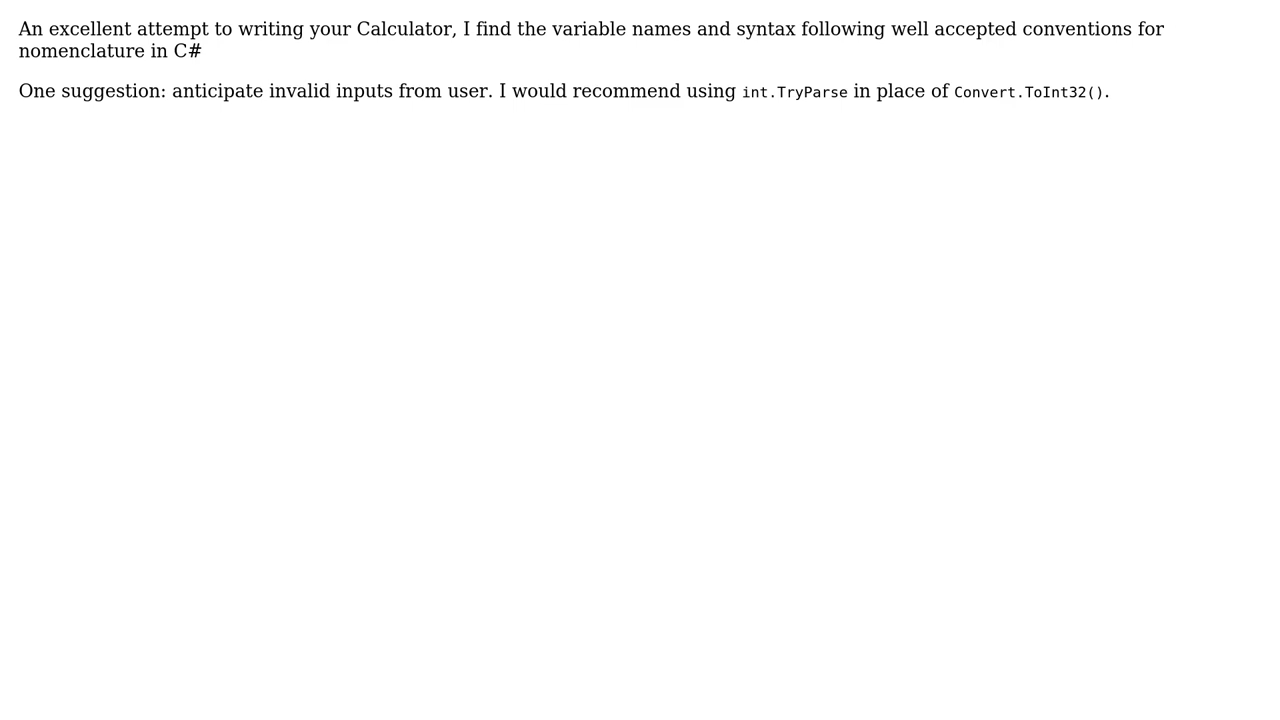 An excellent attempt to writing your Calculator, I find the variable names and syntax following well accepted conventions for
nomenclature in C#
One suggestion: anticipate invalid inputs from user. I would recommend using int.TryParse in place of Convert.ToInt32().